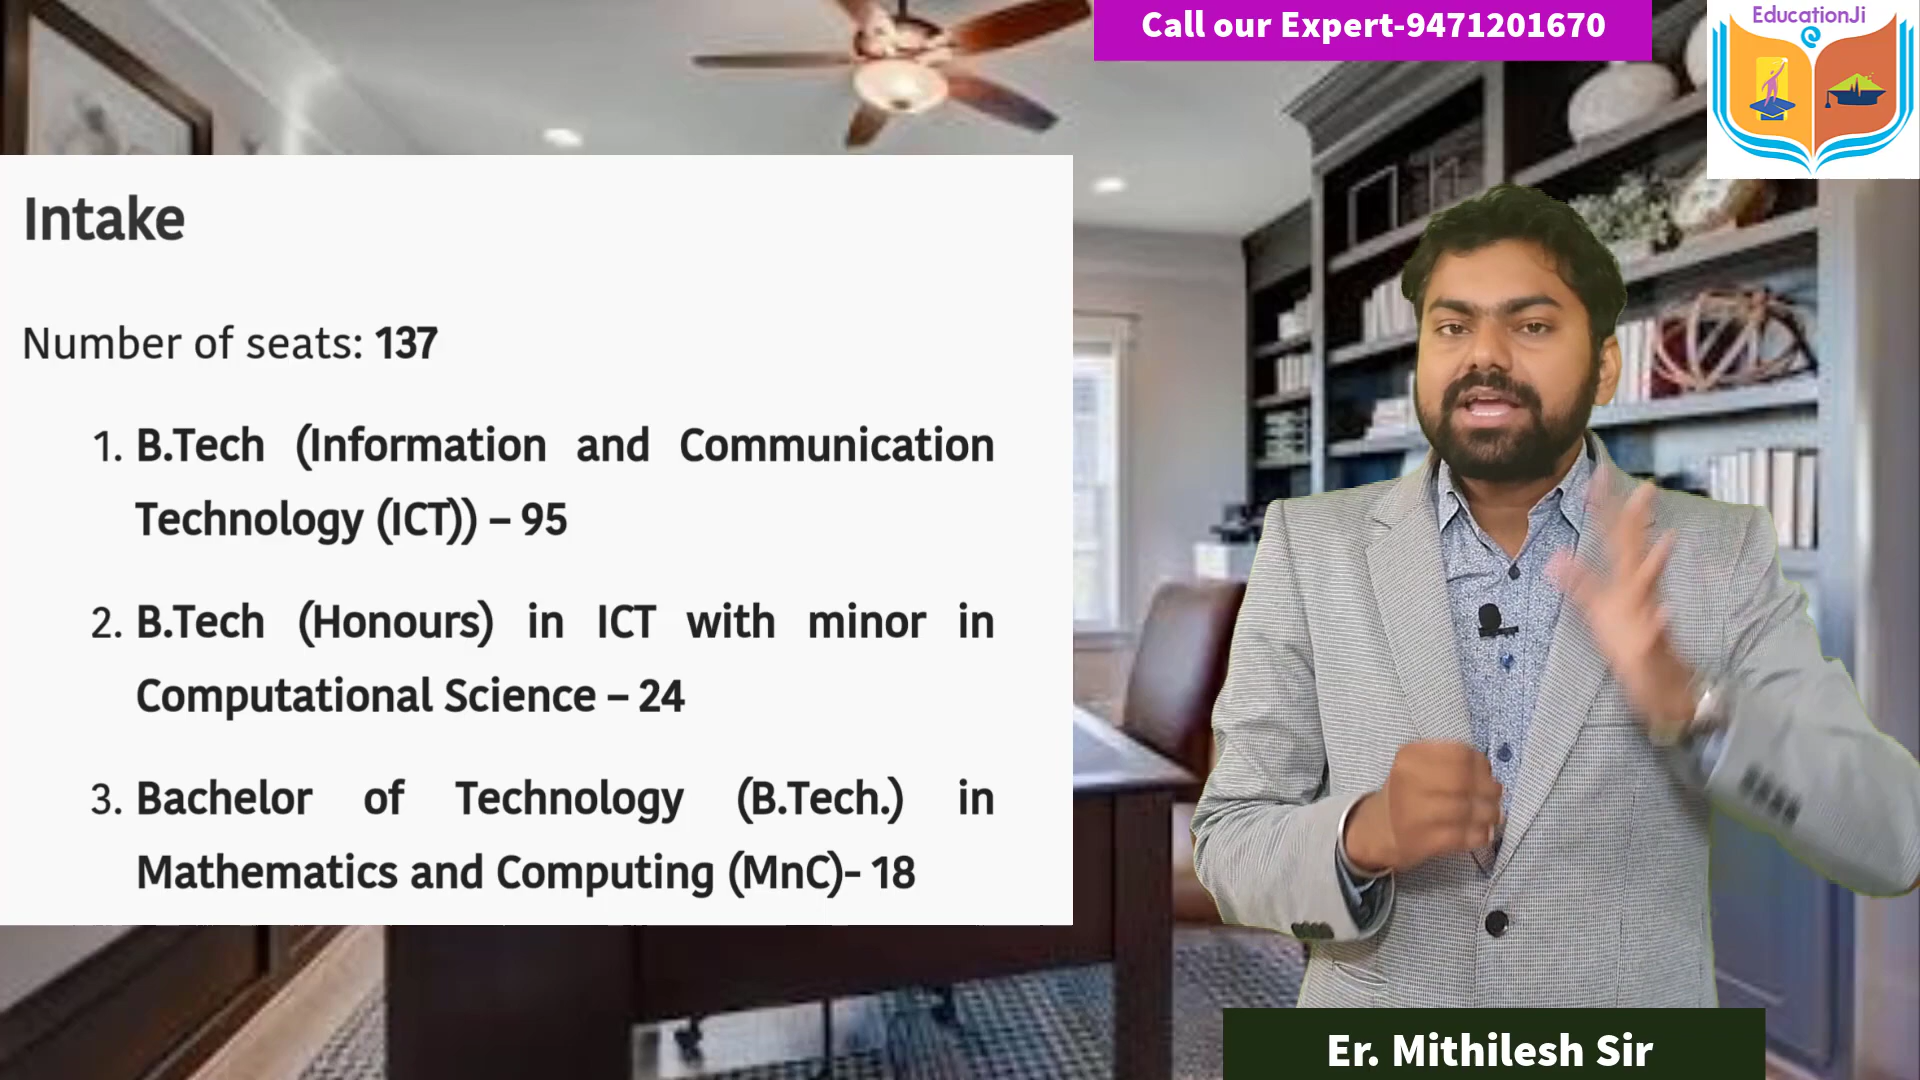 Call our Expert-9471201670
EducationJi
Intake
Number of seats: 137
1. B.Tech (Information and Communication
Technology (ICT)) – 95
2. B.Tech (Honours) in ICT with minor in
Computational Science – 24
3. Bachelor of Technology (B.Tech.) in
Mathematics and Computing (MnC)- 18
Er. Mithilesh Sir